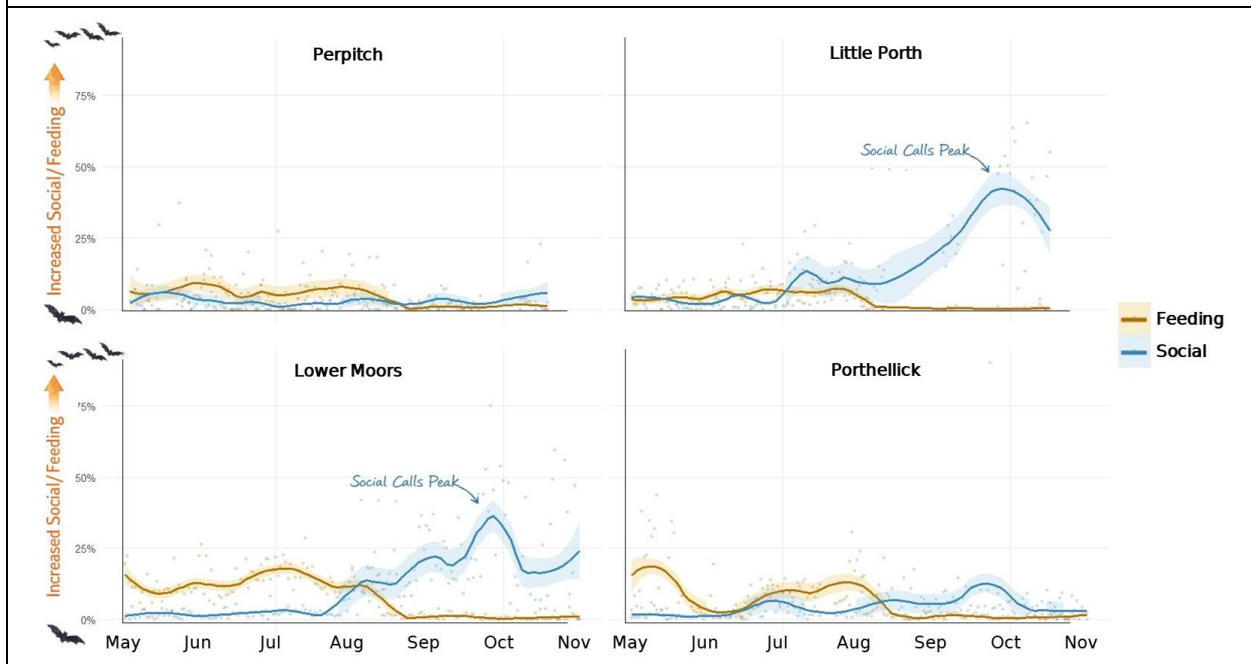 Perpitch
Little Porth
75%
50%
25%
0%
Increased Social/Feeding
Social Calls Peak
Feeding
Social
Lower Moors
Porthellick
75%
50%
25%
0%
Increased Social/Feeding
Social Calls Peak
May Jun Jul Aug Sep Oct Nov
May Jun Jul Aug Sep Oct Nov